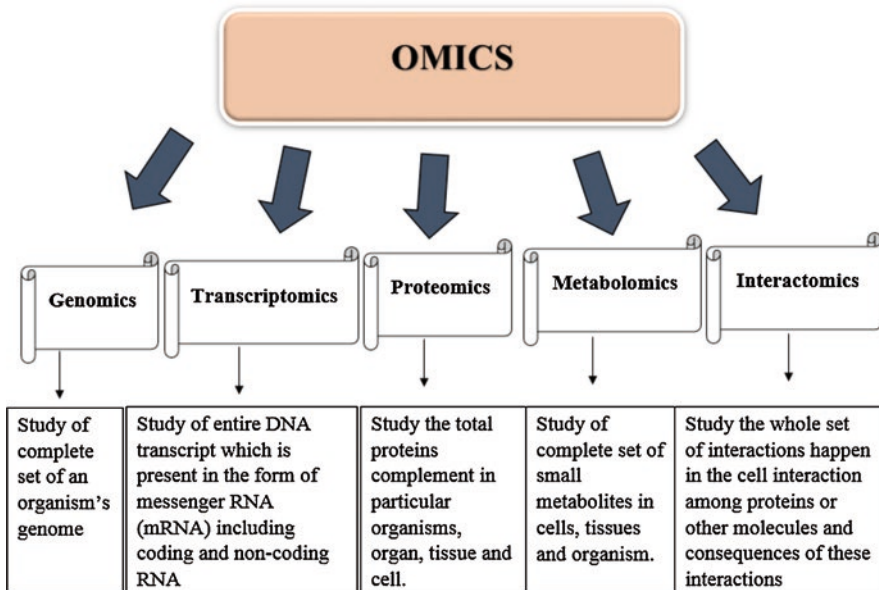 OMICS
Genomics
Transcriptomics
Proteomics
Metabolomics
Interactomics
Study of
complete
set of an
organism's
genome
Study of entire DNA
transcript which is
present in the form of
messenger RNA
(mRNA) including
coding and non-coding
RNA
Study the total
proteins
complement in
particular
organisms,
organ, tissue and
cell.
Study of
complete set of
small
metabolites in
cells, tissues
and organism.
Study the whole set
of interactions happen
in the cell interaction
among proteins or
other molecules and
consequences of these
interactions